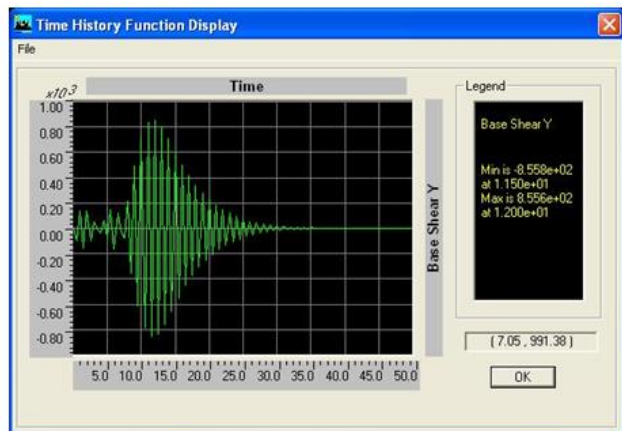 Time History Function Display
File
Time
x10 3
1.00
0.80
0.60
0.40
0.20
0.00
-0.20
-0.40
-0.60
-0.80
5.0 10.0 15.0 20.0 25.0 30.0 35.0 40.0 45.0 50.0
Base Shear Y
Legend
Base Shear Y
Min is -8.558e+02
at 1.150e+01
Max is 8.556e+02
at 1.200e+01
( 7.05 , 991.38 )
OK